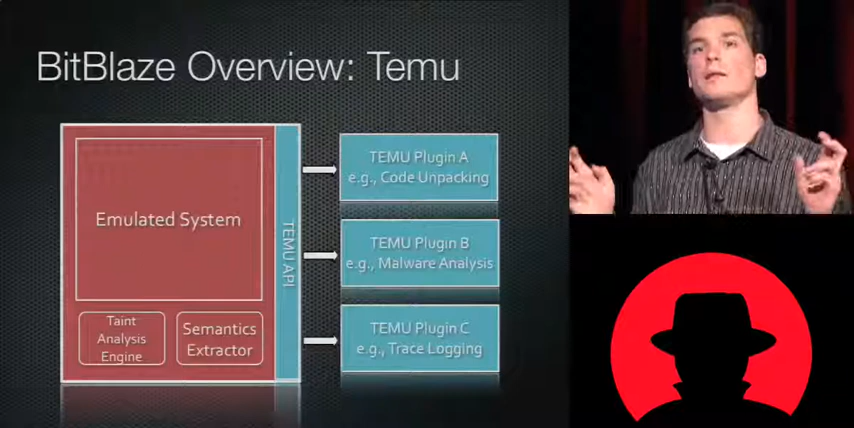 BitBlaze Overview: Temu
Emulated System
Taint
Analysis
Engine
Semantics
Extractor
TEMU API
TEMU Plugin A
e.g., Code Unpacking
TEMU Plugin B
e.g., Malware Analysis
TEMU Plugin C
e.g., Trace Logging